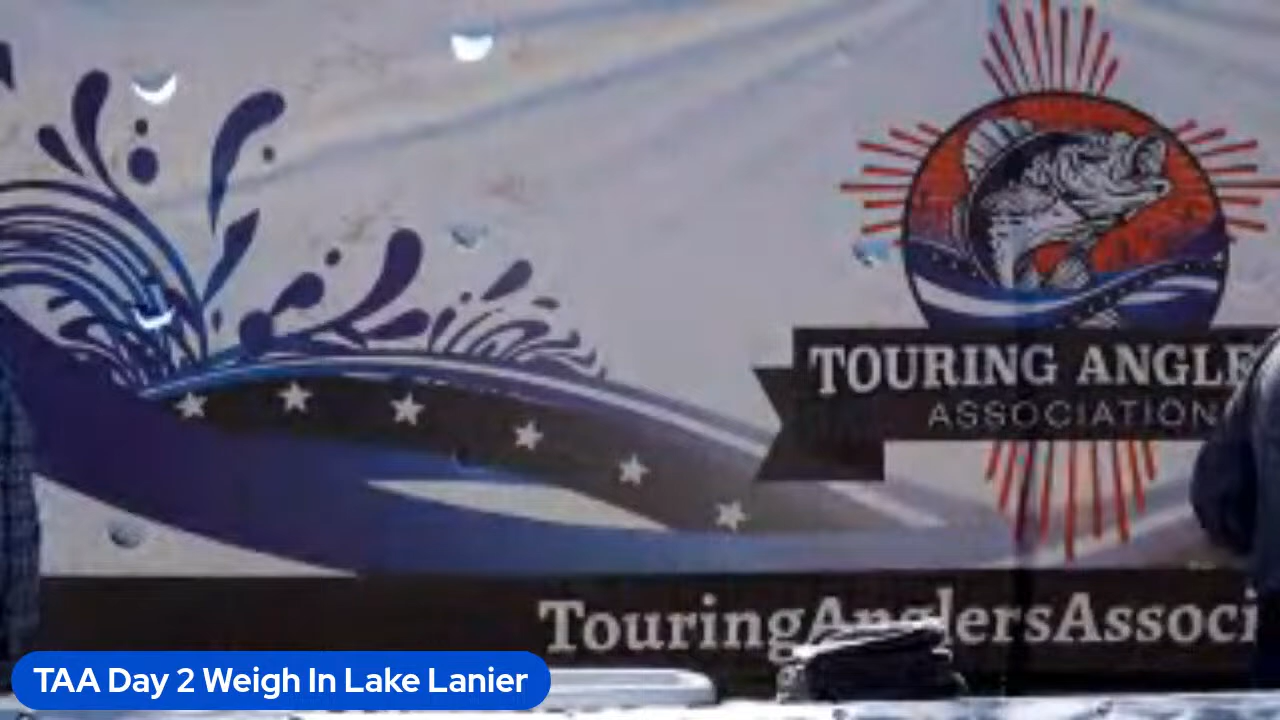 TOURING ANGLE
ASSOCIATION
TouringAnglersAssoci
TAA Day 2 Weigh In Lake Lanier